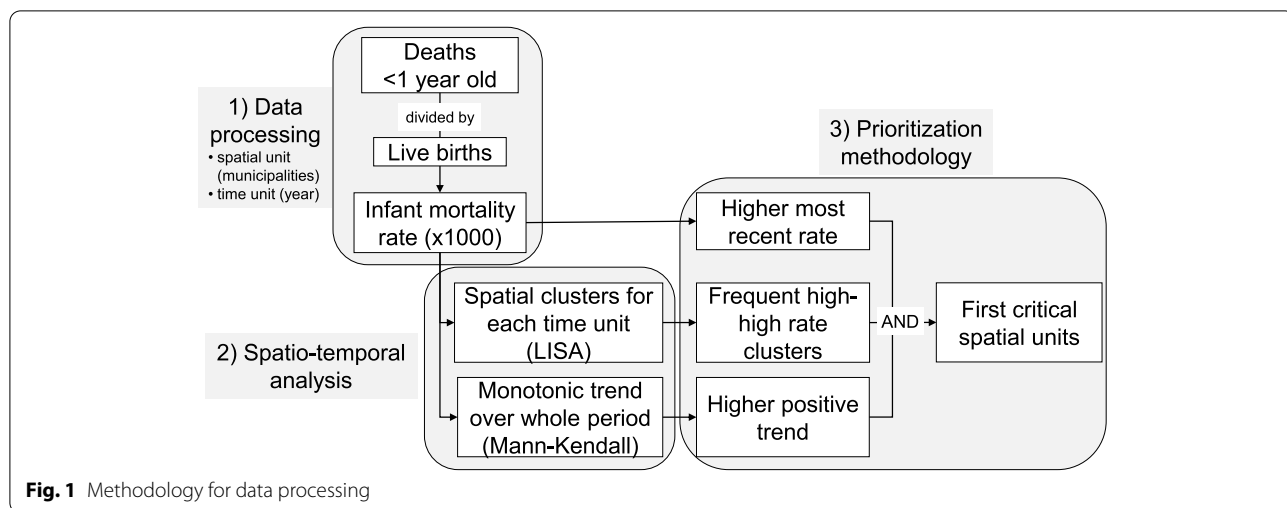 Deaths
<1 year old
divided by
Live births
Infant mortality
rate (x1000)
1) Data
processing
• spatial unit
(municipalities)
• time unit (year)
2) Spatio-temporal
analysis
Spatial clusters for
each time unit
(LISA)
Monotonic trend
over whole period
(Mann-Kendall)
3) Prioritization
methodology
Higher most
recent rate
Frequent high-
high rate
clusters
Higher positive
trend
AND
First critical
spatial units
Fig. 1 Methodology for data processing